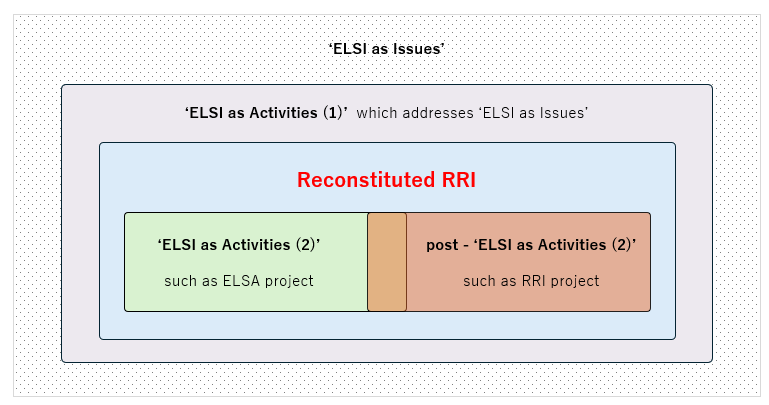 ‘ELSI as Issues’
‘ELSI as Activities (1)’ which addresses ‘ELSI as Issues’
Reconstituted RRI
‘ELSI as Activities (2)’
such as ELSA project
post - ‘ELSI as Activities (2)’
such as RRI project